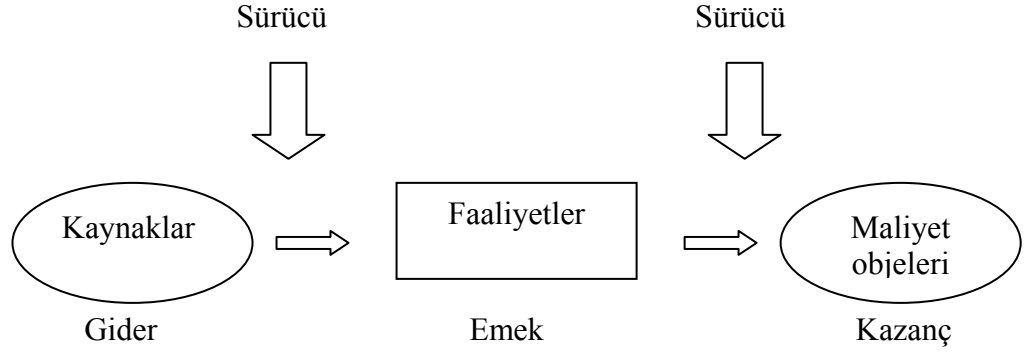 Sürücü
Sürücü
Kaynaklar
Faaliyetler
Maliyet
objeleri
Gider
Emek
Kazanç